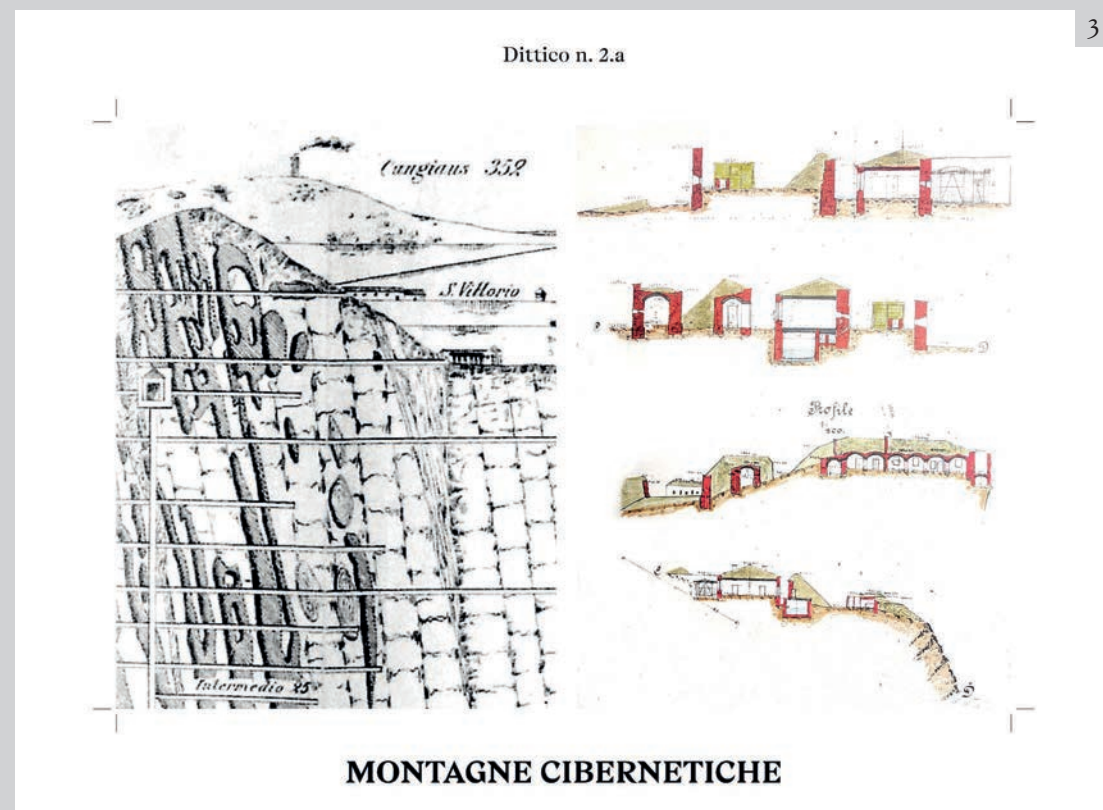 3
Dittico n. 2.a
Cungiaus 352
S. Vittorio
Profile
Intermedio 25
MONTAGNE CIBERNETICHE